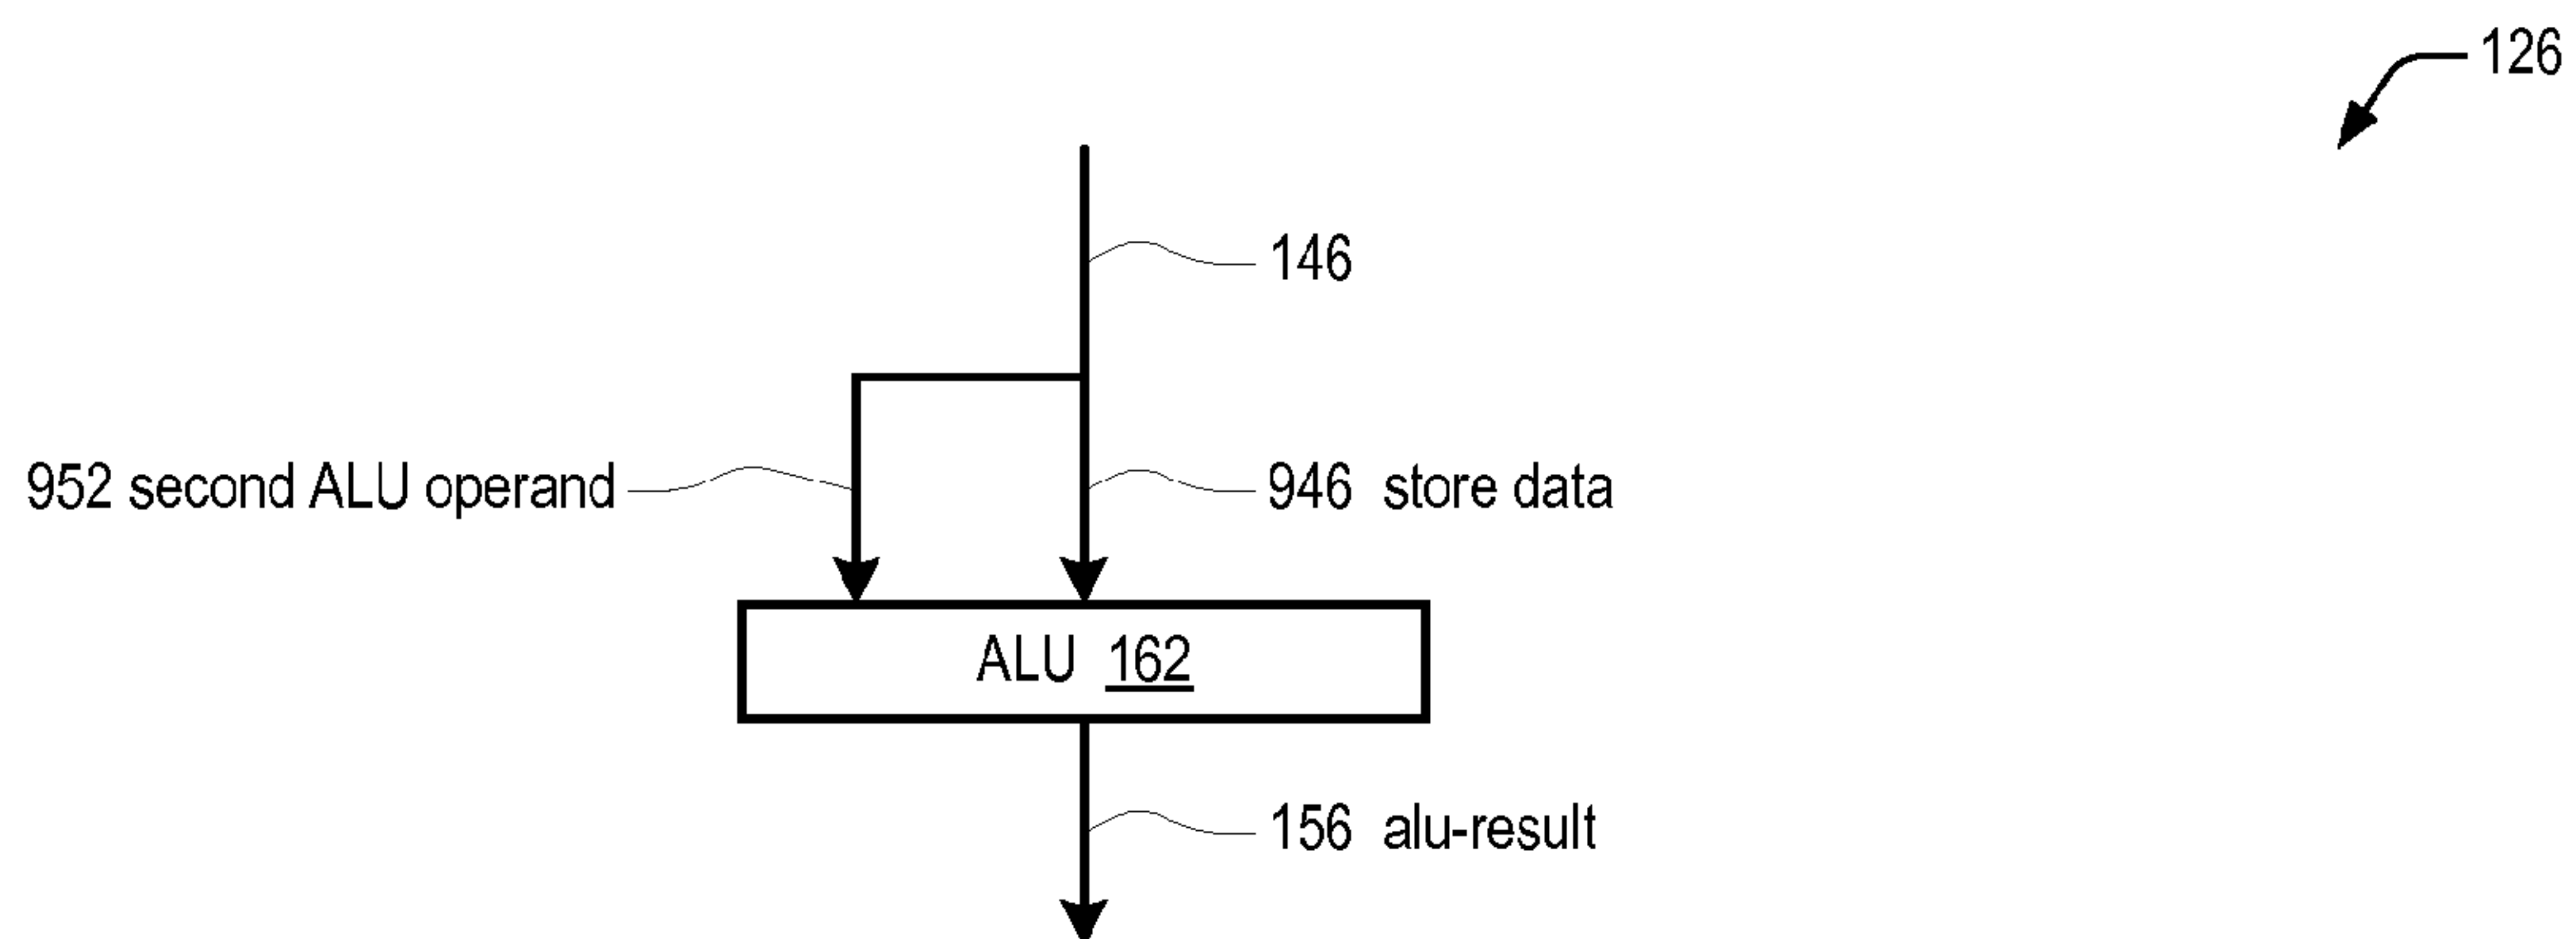 126
146
952 second ALU operand
946 store data
ALU 162
156 alu-result